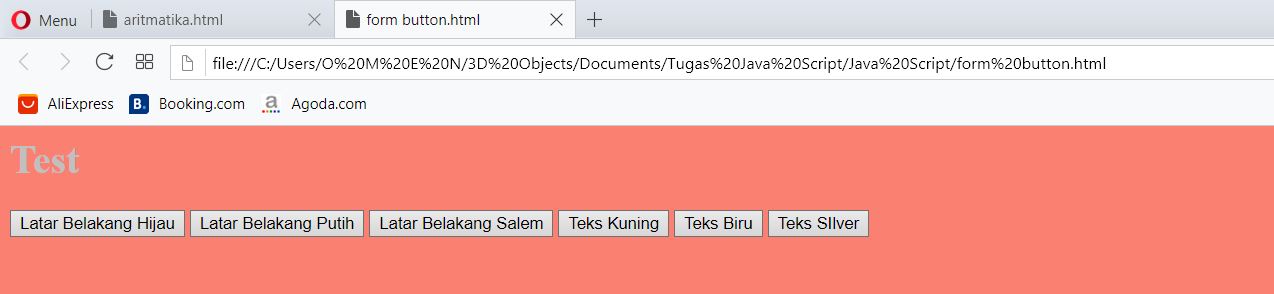 Menu aritmatika.html form button.html
file:///C:/Users/O%20M%20E%20N/3D%20Objects/Documents/Tugas%20Java%20Script/Java%20Script/form%20button.html
AliExpress B. Booking.com a Agoda.com
Test
Latar Belakang Hijau Latar Belakang Putih Latar Belakang Salem Teks Kuning Teks Biru Teks SIlver